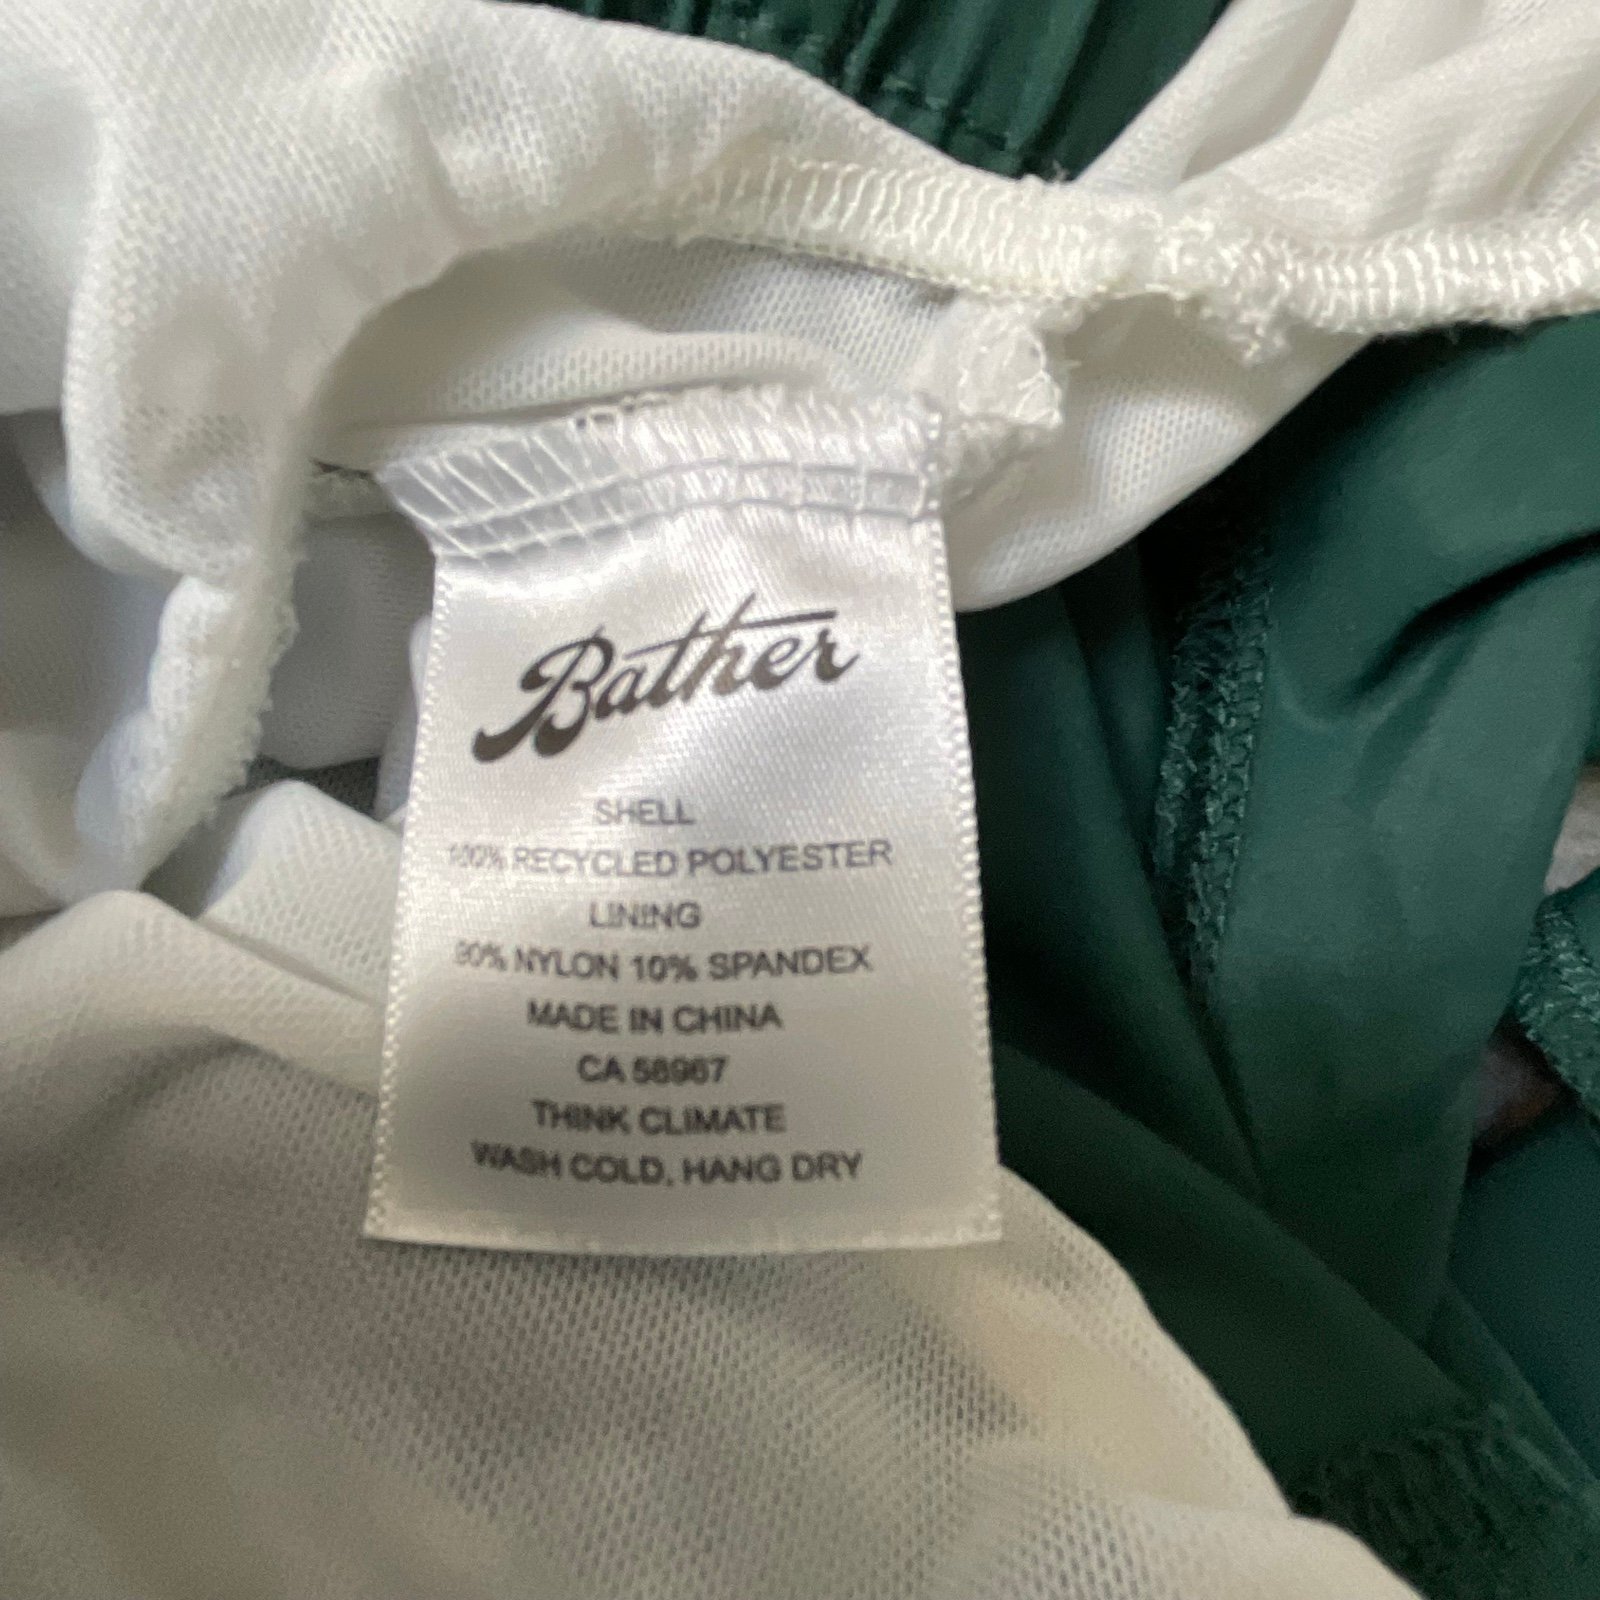 Bather
SHELL
100% RECYCLED POLYESTER
LINING
90% NYLON 10% SPANDEX
MADE IN CHINA
CA 58967
THINK CLIMATE
WASH COLD, HANG DRY